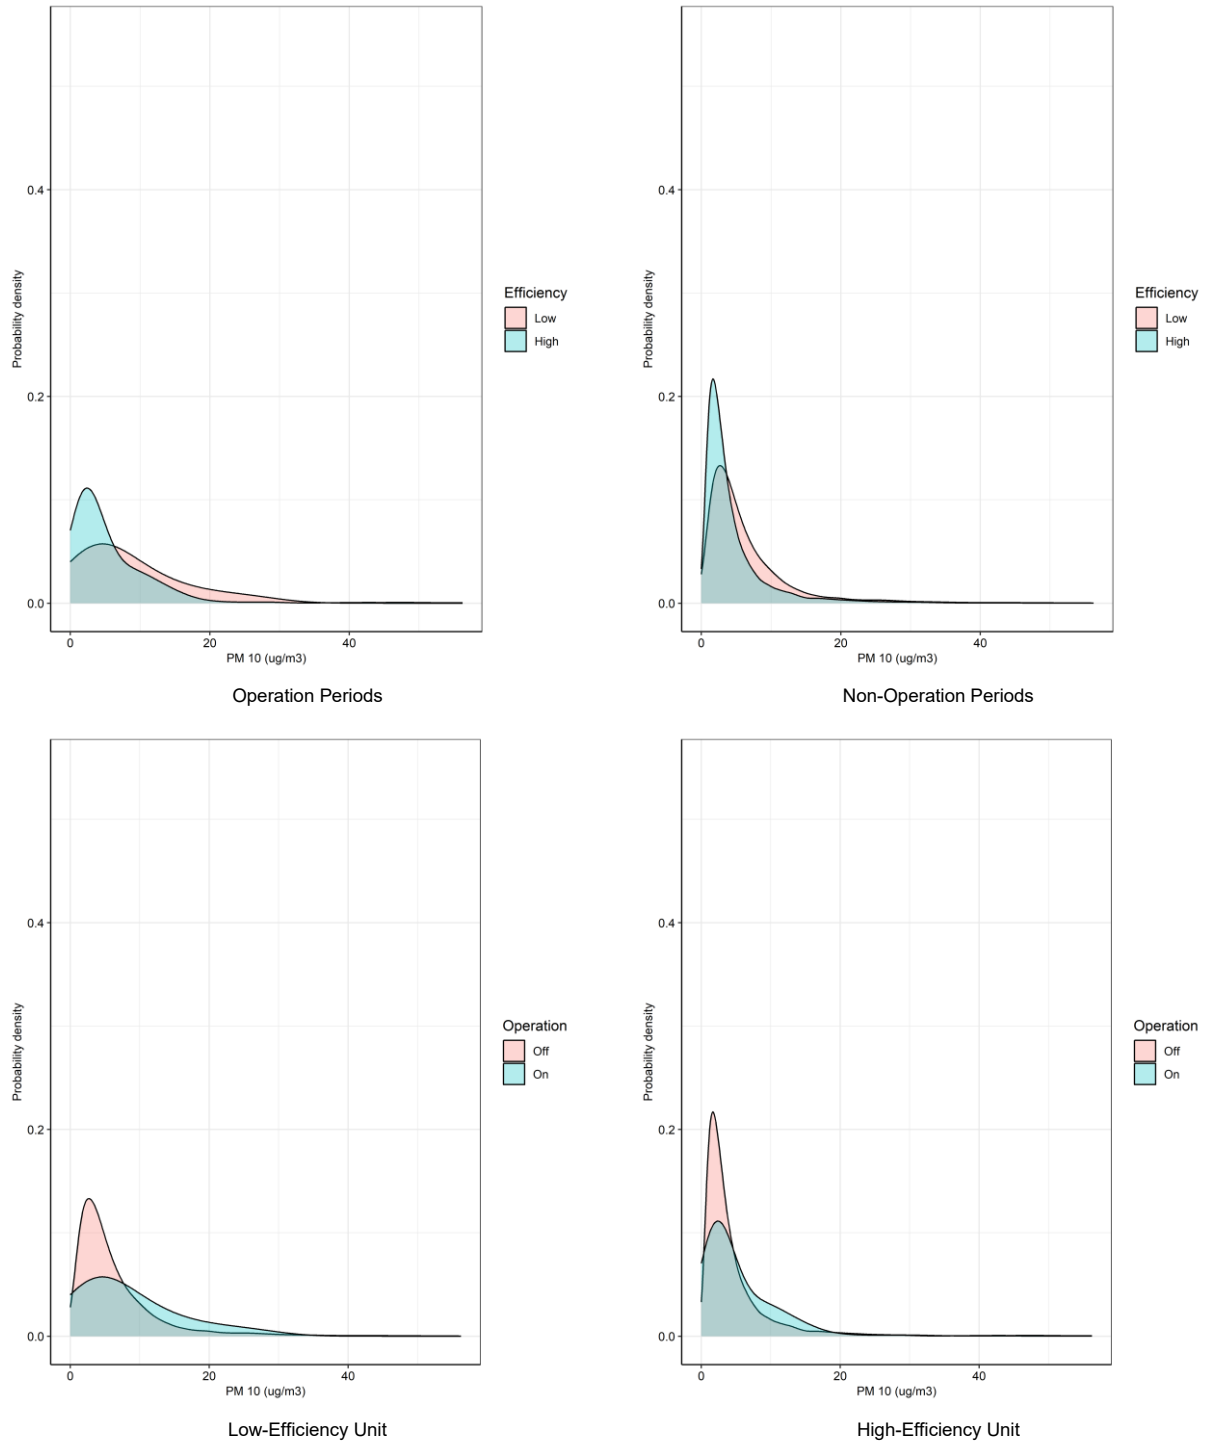 0.4
0.2
0.0
Probability density
0
20
40
PM 10 (ug/m3)
Efficiency
Low
High
Operation Periods
0.4
0.2
0.0
Probability density
0
20
40
PM 10 (ug/m3)
Efficiency
Low
High
Non-Operation Periods
0.4
0.2
0.0
Probability density
0
20
40
PM 10 (ug/m3)
Operation
Off
On
Low-Efficiency Unit
0.4
0.2
0.0
Probability density
0
20
40
PM 10 (ug/m3)
Operation
Off
On
High-Efficiency Unit